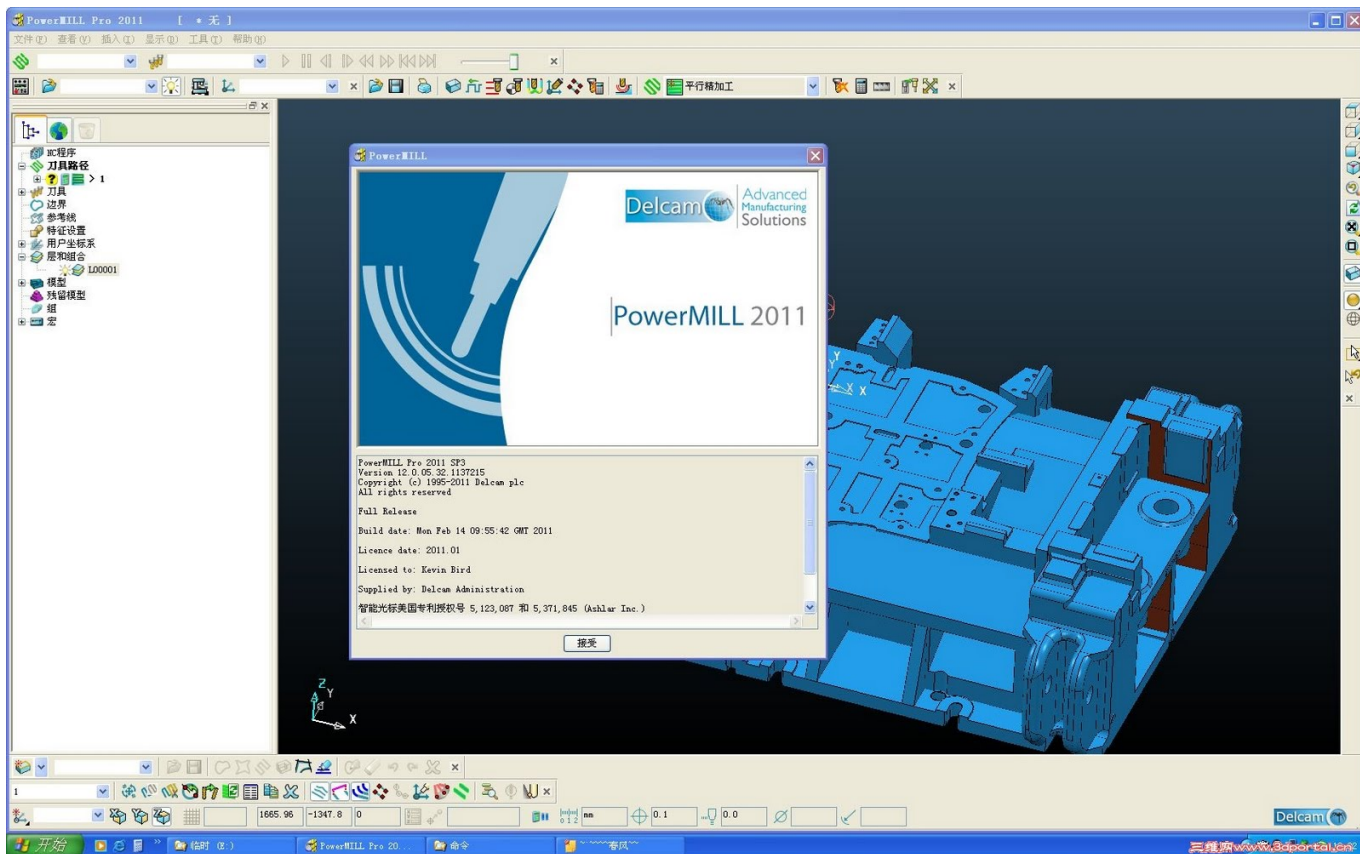 PowerMILL Pro 2011 [ * 无 ]
文件(F) 查看(V) 插入(I) 显示(D) 工具(T) 帮助(H)
平行精加工
NC程序
刀具路径
> 1
刀具
边界
参考线
特征设置
用户坐标系
层和组合
L00001
模型
残留模型
组
宏
PowerMILL
Delcam
Advanced
Manufacturing
Solutions
PowerMILL 2011
PowerMILL Pro 2011 SP3
Version 12.0.05.32.1137215
Copyright (c) 1995-2011 Delcam plc
All rights reserved
Full Release
Build date: Mon Feb 14 09:55:42 GMT 2011
Licence date: 2011.01
Licensed to: Kevin Bird
Supplied by: Delcam Administration
智能光标美国专利授权号 5,123,087 和 5,371,845 (Ashlar Inc.)
接受
Y
X X
Z
Y
X
1
1665.96 -1347.8 0 mm 0.1 0.0
Delcam
开始 临时 (E:) PowerMILL Pro 20... 命令 ~~~~春风~~
www.3dportal.cn